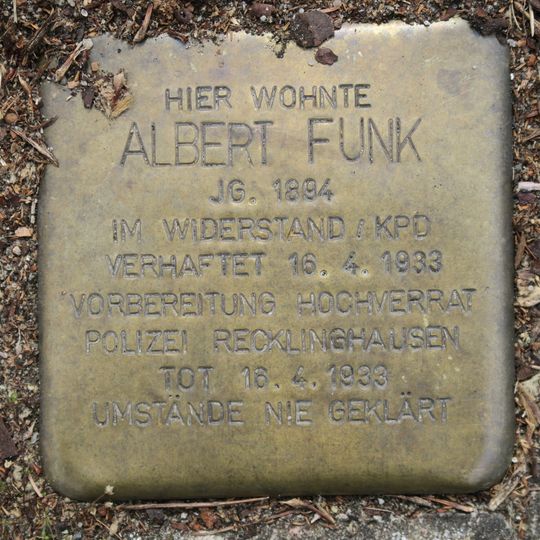 HIER WOHNTE
ALBERT FUNK
JG. 1894
IM WIDERSTAND / KPD
VERHAFTET 16. 4. 1933
VORBEREITUNG HOCHVERRAT
POLIZEI RECKLINGHAUSEN
TOT 16. 4. 1933
UMSTÄNDE NIE GEKLÄRT